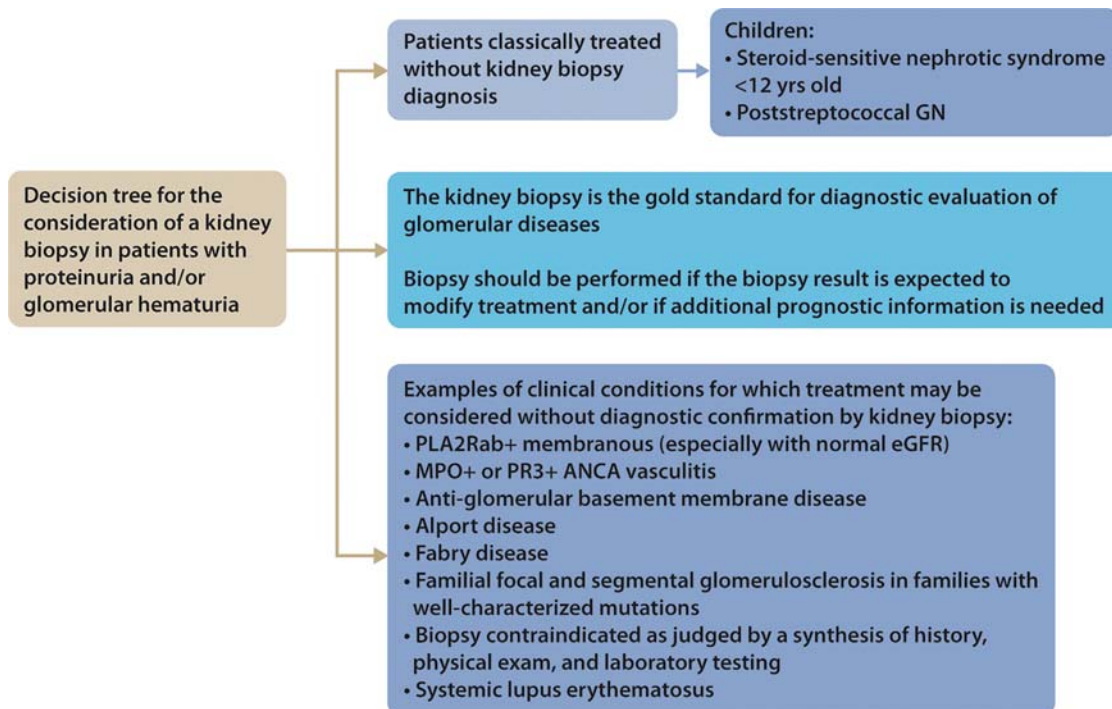 Patients classically treated
without kidney biopsy
diagnosis
Children:
• Steroid-sensitive nephrotic syndrome
<12 yrs old
• Poststreptococcal GN
Decision tree for the
consideration of a kidney
biopsy in patients with
proteinuria and/or
glomerular hematuria
The kidney biopsy is the gold standard for diagnostic evaluation of
glomerular diseases
Biopsy should be performed if the biopsy result is expected to
modify treatment and/or if additional prognostic information is needed
Examples of clinical conditions for which treatment may be
considered without diagnostic confirmation by kidney biopsy:
• PLA2Rab+ membranous (especially with normal eGFR)
• MPO+ or PR3+ ANCA vasculitis
• Anti-glomerular basement membrane disease
• Alport disease
• Fabry disease
• Familial focal and segmental glomerulosclerosis in families with
well-characterized mutations
• Biopsy contraindicated as judged by a synthesis of history,
physical exam, and laboratory testing
• Systemic lupus erythematosus